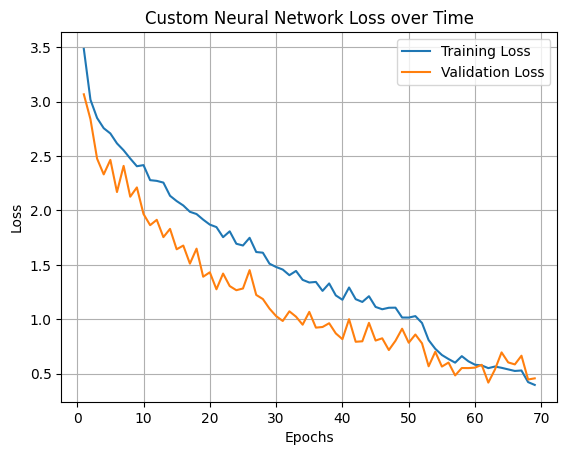 Custom Neural Network Loss over Time
Training Loss
Validation Loss
Loss
3.5
3.0
2.5
2.0
1.5
1.0
0.5
0 10 20 30 40 50 60 70
Epochs